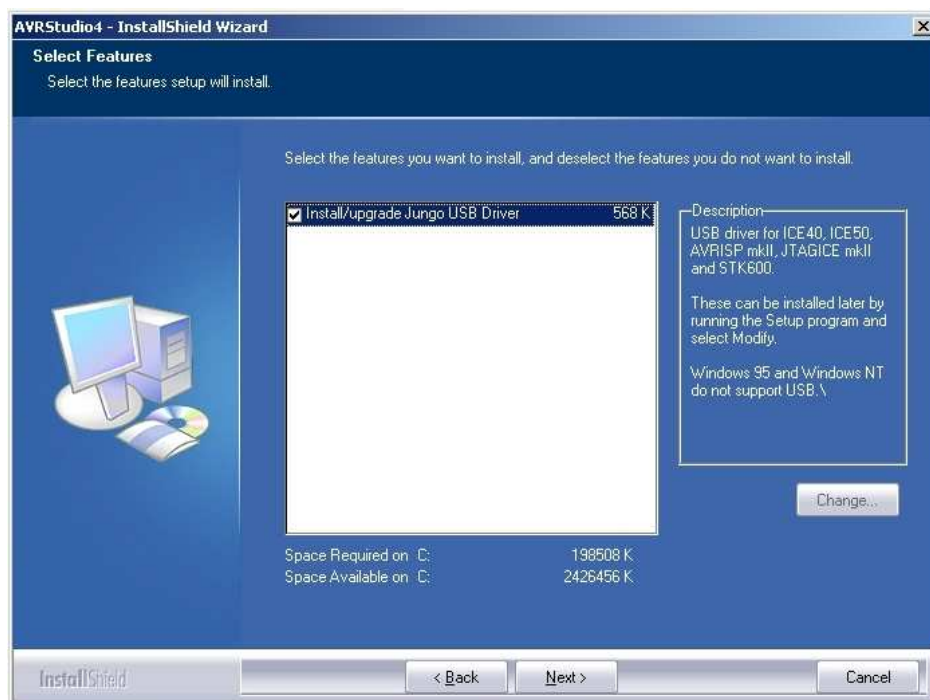 AVRStudio4 - InstallShield Wizard
Select Features
Select the features setup will install.
Select the features you want to install, and deselect the features you do not want to install.
Install/upgrade Jungo USB Driver 568 K
Description
USB driver for ICE40, ICE50,
AVRISP mkII, JTAGICE mkII
and STK600.
These can be installed later by
running the Setup program and
select Modify.
Windows 95 and Windows NT
do not support USB.\
Change...
Space Required on C: 198508 K
Space Available on C: 2426456 K
InstallShield
< Back
Next >
Cancel